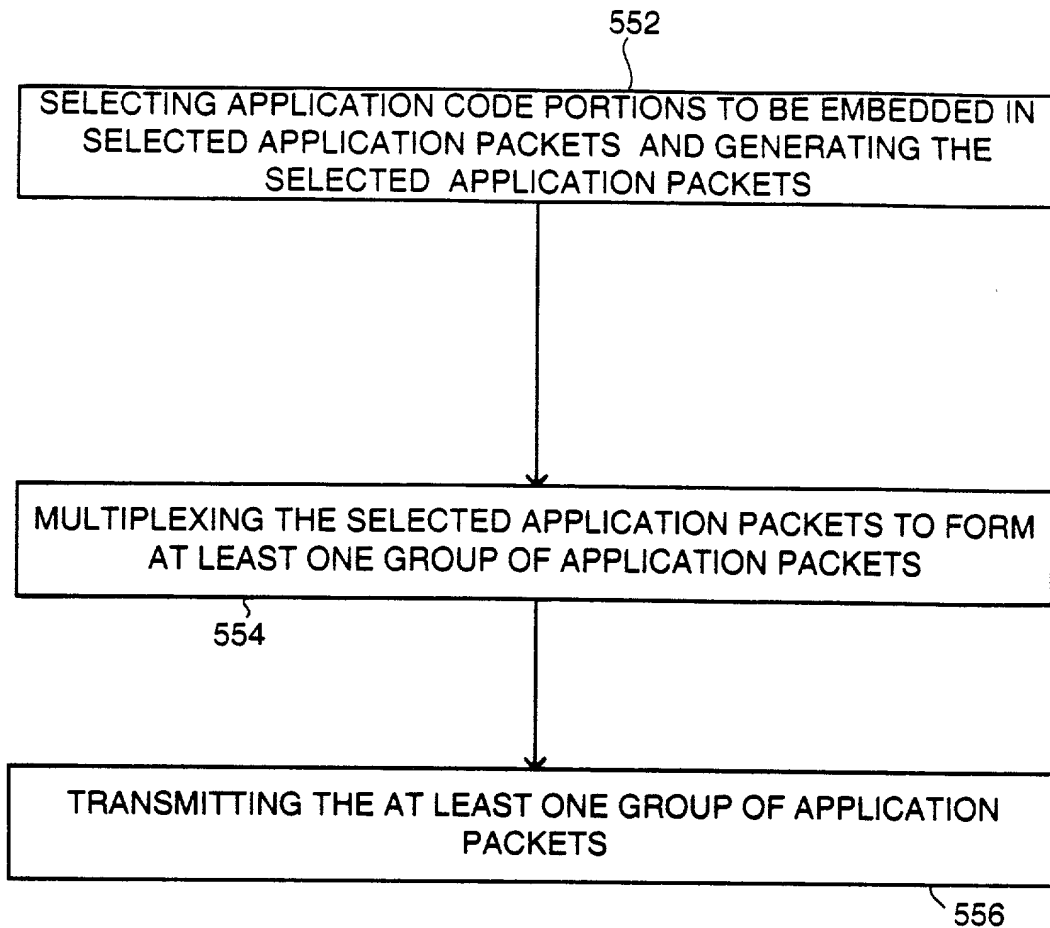 552
SELECTING APPLICATION CODE PORTIONS TO BE EMBEDDED IN
SELECTED APPLICATION PACKETS AND GENERATING THE
SELECTED APPLICATION PACKETS
MULTIPLEXING THE SELECTED APPLICATION PACKETS TO FORM
AT LEAST ONE GROUP OF APPLICATION PACKETS
554
TRANSMITTING THE AT LEAST ONE GROUP OF APPLICATION
PACKETS
556